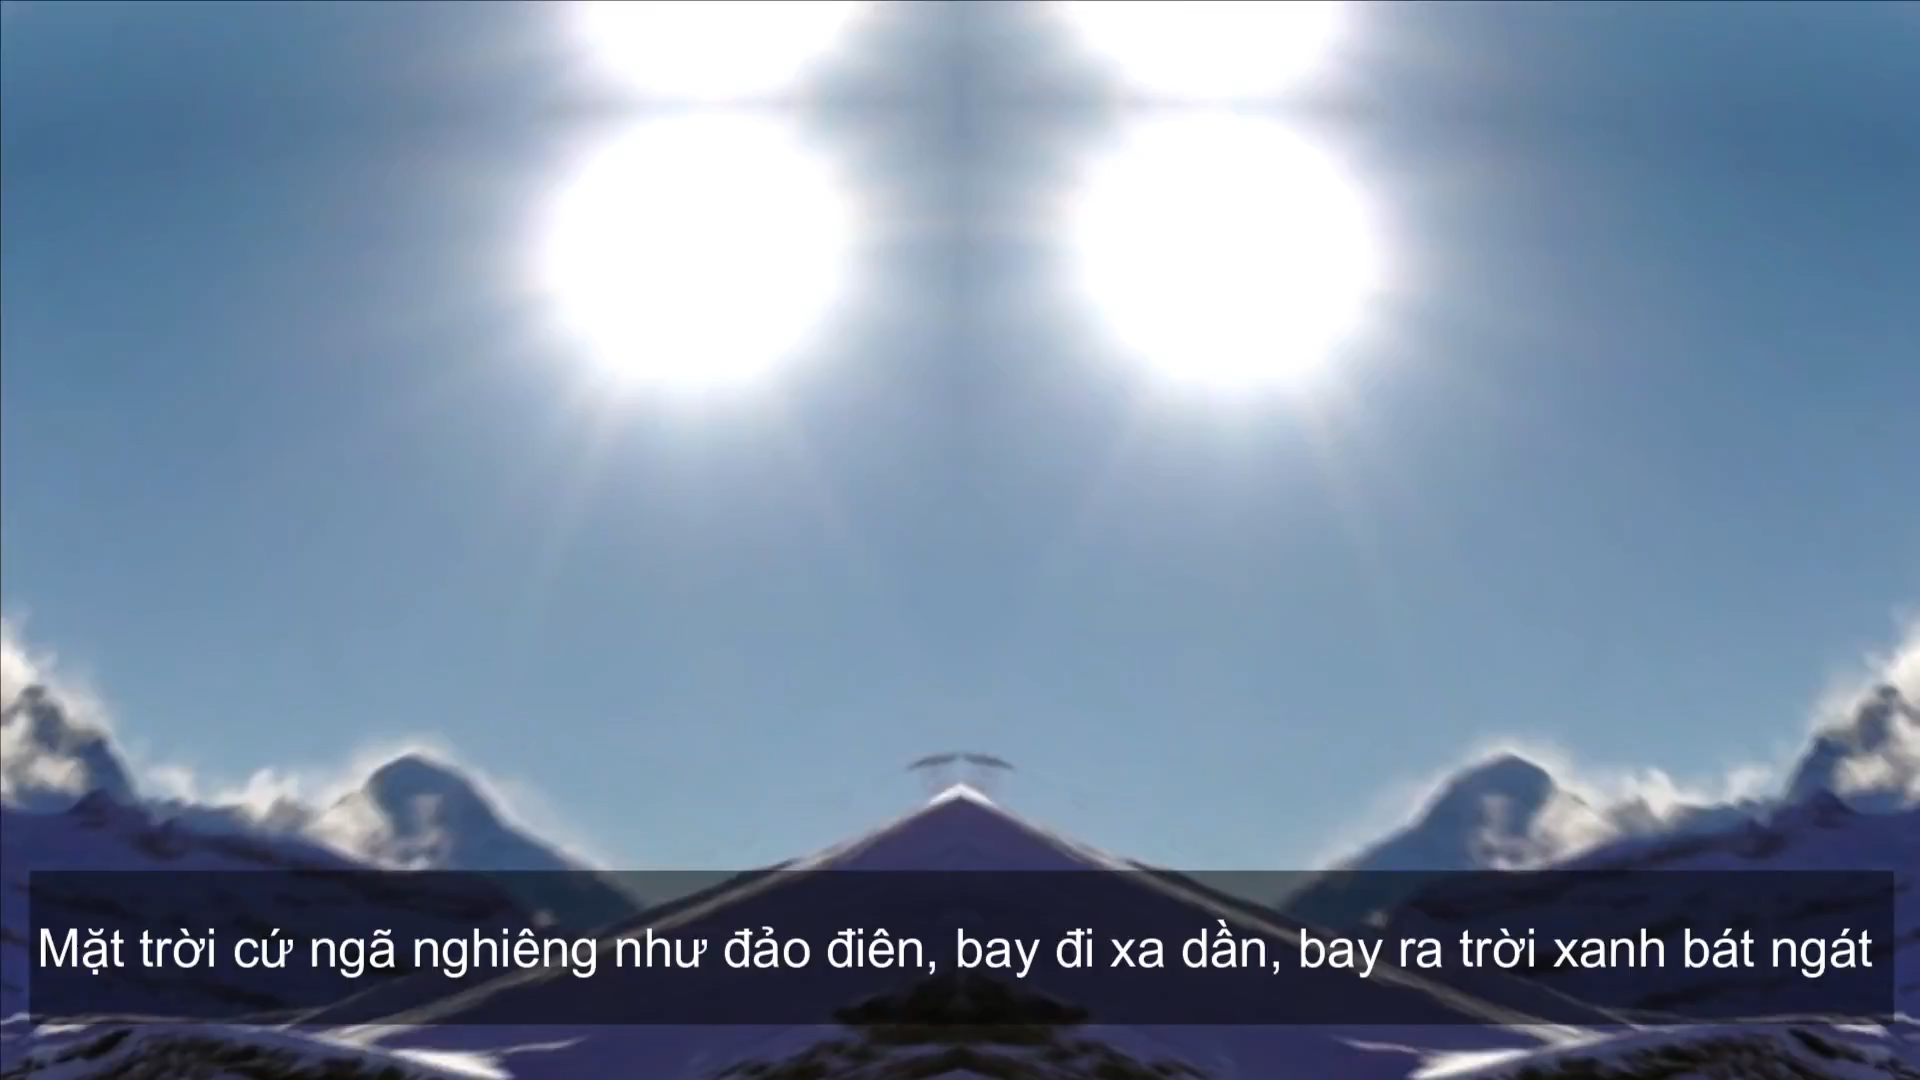 Mặt trời cứ ngã nghiêng như đảo điên, bay đi xa dần, bay ra trời xanh bát ngát